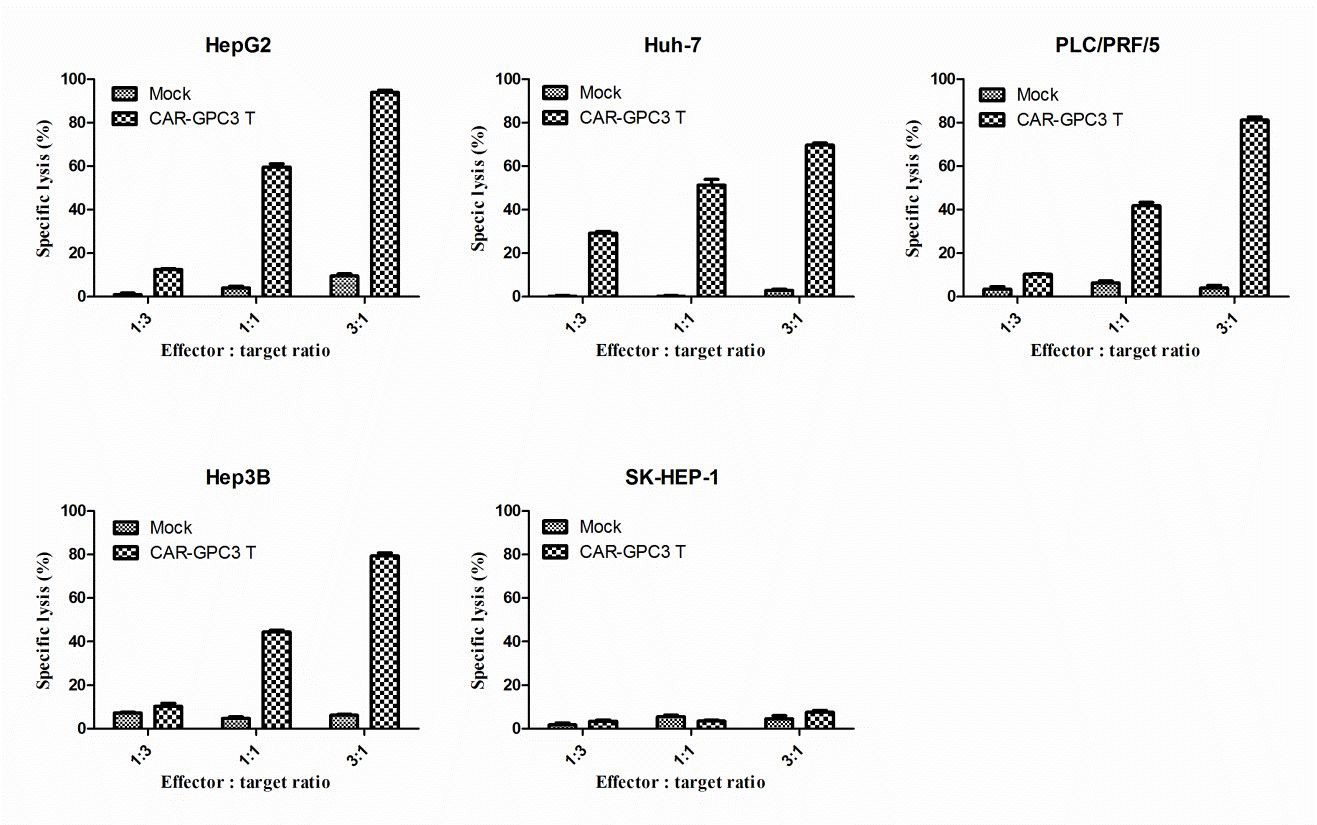 HepG2
Specific lysis (%)
100
80
60
40
20
0
Mock
CAR-GPC3 T
1:3
1:1
3:1
Effector : target ratio
Huh-7
Specic lysis (%)
100
80
60
40
20
0
Mock
CAR-GPC3 T
1:3
1:1
3:1
Effector : target ratio
PLC/PRF/5
Specific lysis (%)
100
80
60
40
20
0
Mock
CAR-GPC3 T
1:3
1:1
3:1
Effector : target ratio
Hep3B
Specific lysis (%)
100
80
60
40
20
0
Mock
CAR-GPC3 T
1:3
1:1
3:1
Effector : target ratio
SK-HEP-1
Specific lysis (%)
100
80
60
40
20
0
Mock
CAR-GPC3 T
1:3
1:1
3:1
Effector : target ratio